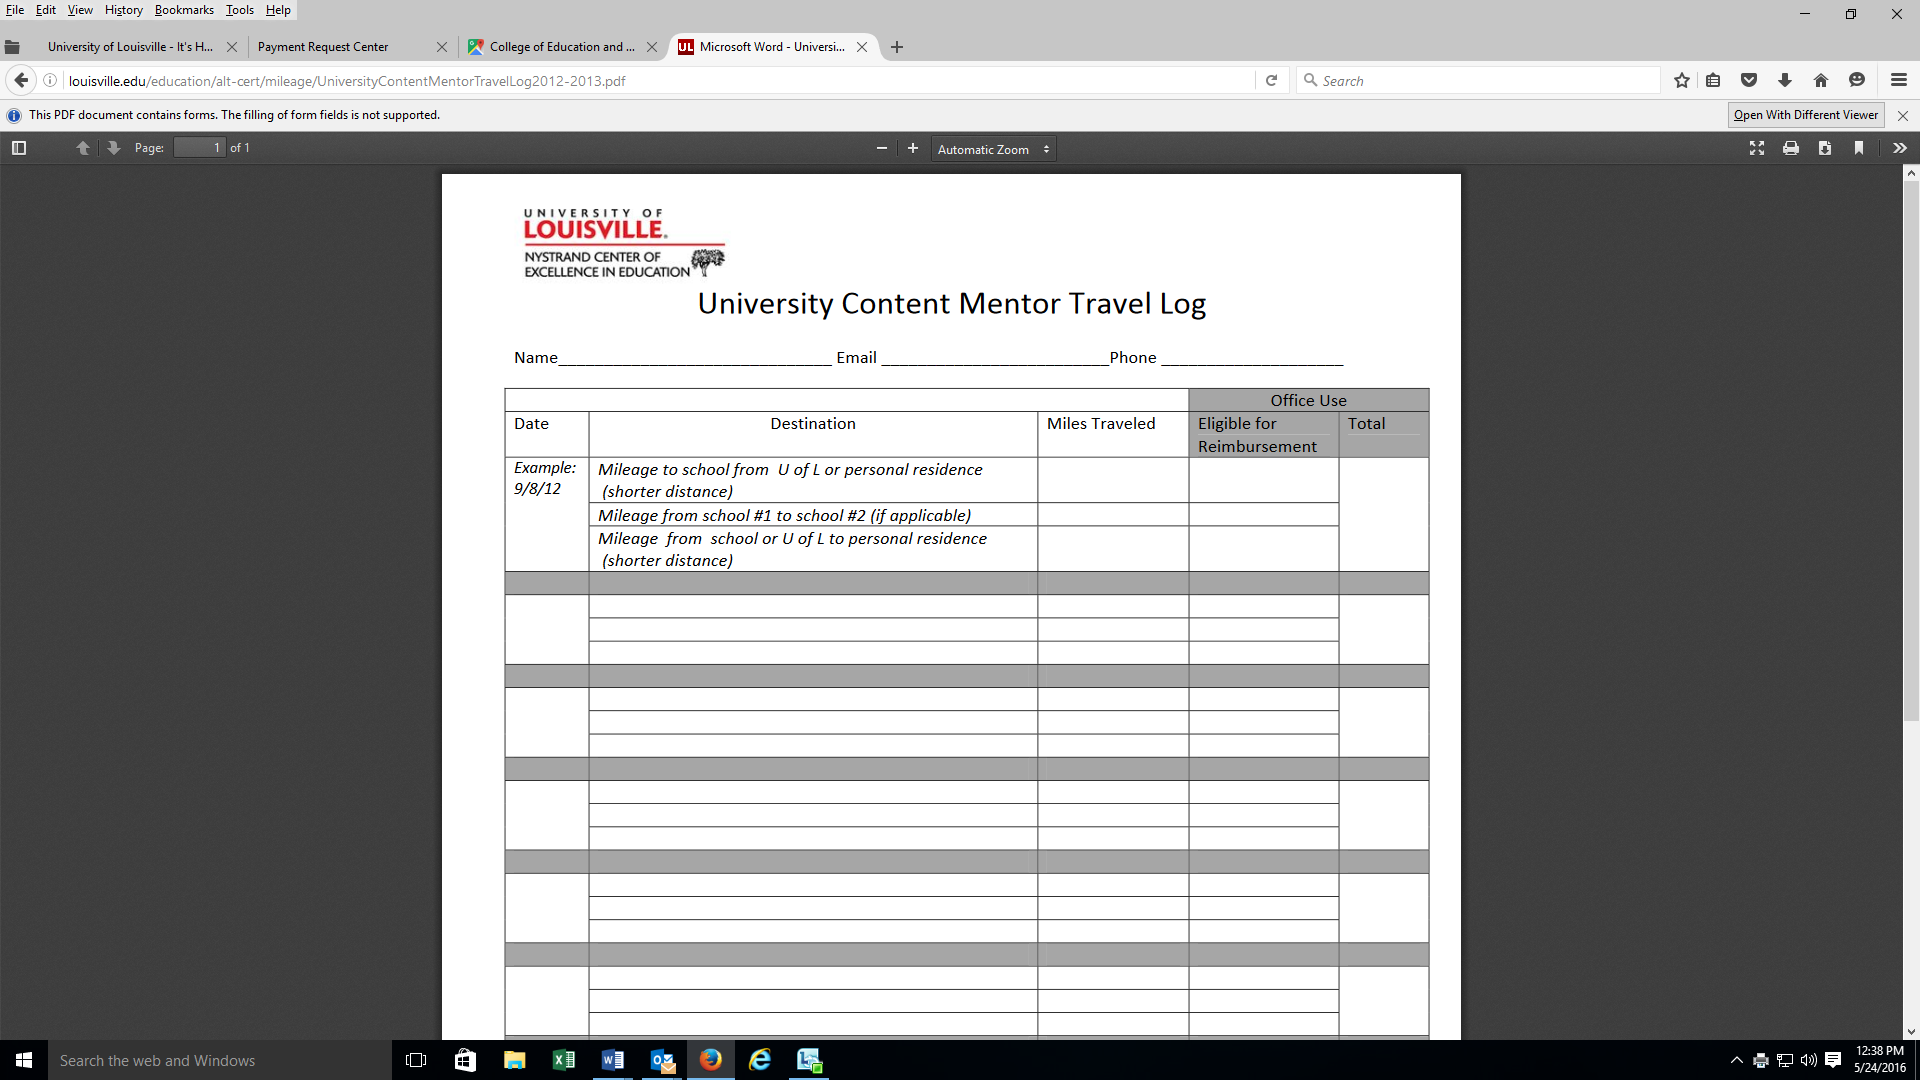 File Edit View History Bookmarks Tools Help
University of Louisville - It's H... Payment Request Center College of Education and ... UL Microsoft Word - Universi...
louisville.edu/education/alt-cert/mileage/UniversityContentMentorTravelLog2012-2013.pdf Search
This PDF document contains forms. The filling of form fields is not supported. Open With Different Viewer
Page: 1 of 1 Automatic Zoom
UNIVERSITY OF
LOUISVILLE.
NYSTRAND CENTER OF
EXCELLENCE IN EDUCATION
University Content Mentor Travel Log
Name______________________________ Email _________________________Phone ____________________
Office Use
Date Destination Miles Traveled Eligible for Total
Reimbursement
Example: Mileage to school from U of L or personal residence
9/8/12 (shorter distance)
Mileage from school #1 to school #2 (if applicable)
Mileage from school or U of L to personal residence
(shorter distance)
Search the web and Windows
12:38 PM
5/24/2016